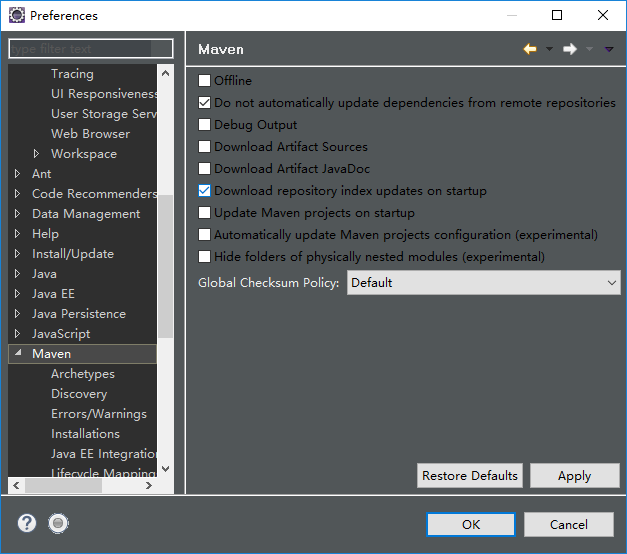 Preferences
type filter text
Tracing
UI Responsiveness
User Storage Serv
Web Browser
Workspace
Ant
Code Recommenders
Data Management
Help
Install/Update
Java
Java EE
Java Persistence
JavaScript
Maven
Archetypes
Discovery
Errors/Warnings
Installations
Java EE Integration
Lifecycle Mapping
Maven
Offline
Do not automatically update dependencies from remote repositories
Debug Output
Download Artifact Sources
Download Artifact JavaDoc
Download repository index updates on startup
Update Maven projects on startup
Automatically update Maven projects configuration (experimental)
Hide folders of physically nested modules (experimental)
Global Checksum Policy: Default
Restore Defaults Apply
OK Cancel